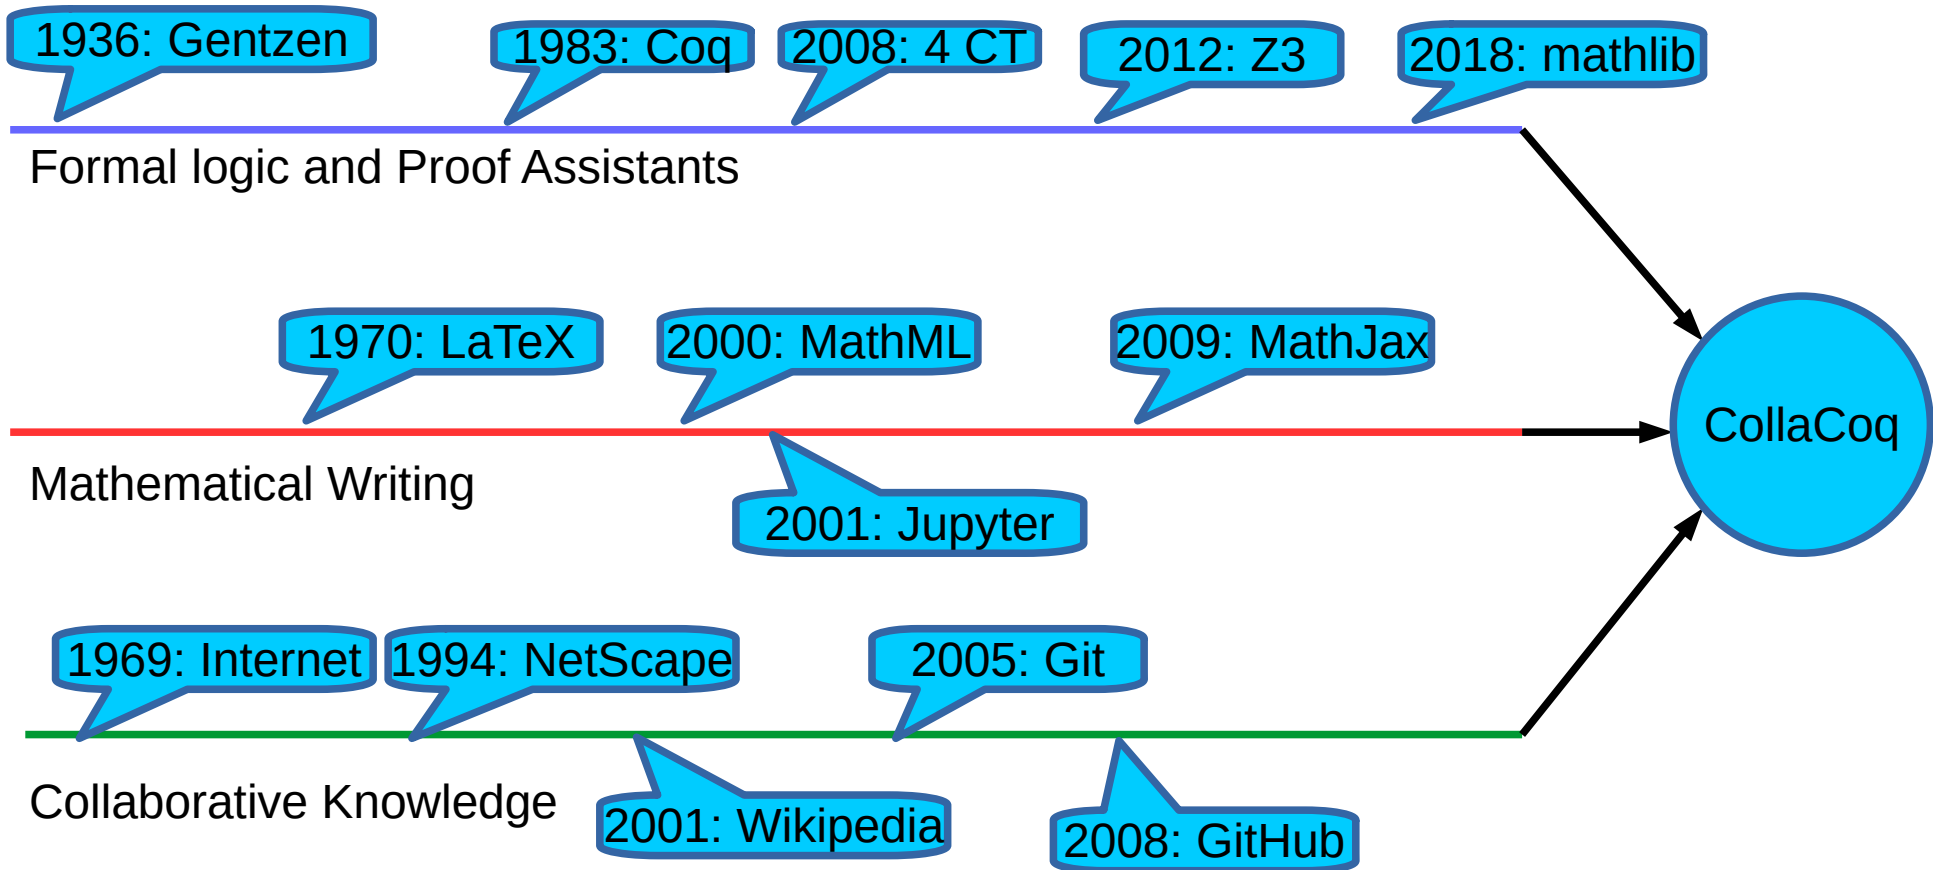 1936: Gentzen
1983: Coq
2008: 4 CT
2012: Z3
2018: mathlib
Formal logic and Proof Assistants
1970: LaTeX
2000: MathML
2009: MathJax
CollaCoq
Mathematical Writing
2001: Jupyter
1969: Internet
1994: NetScape
2005: Git
Collaborative Knowledge
2001: Wikipedia
2008: GitHub